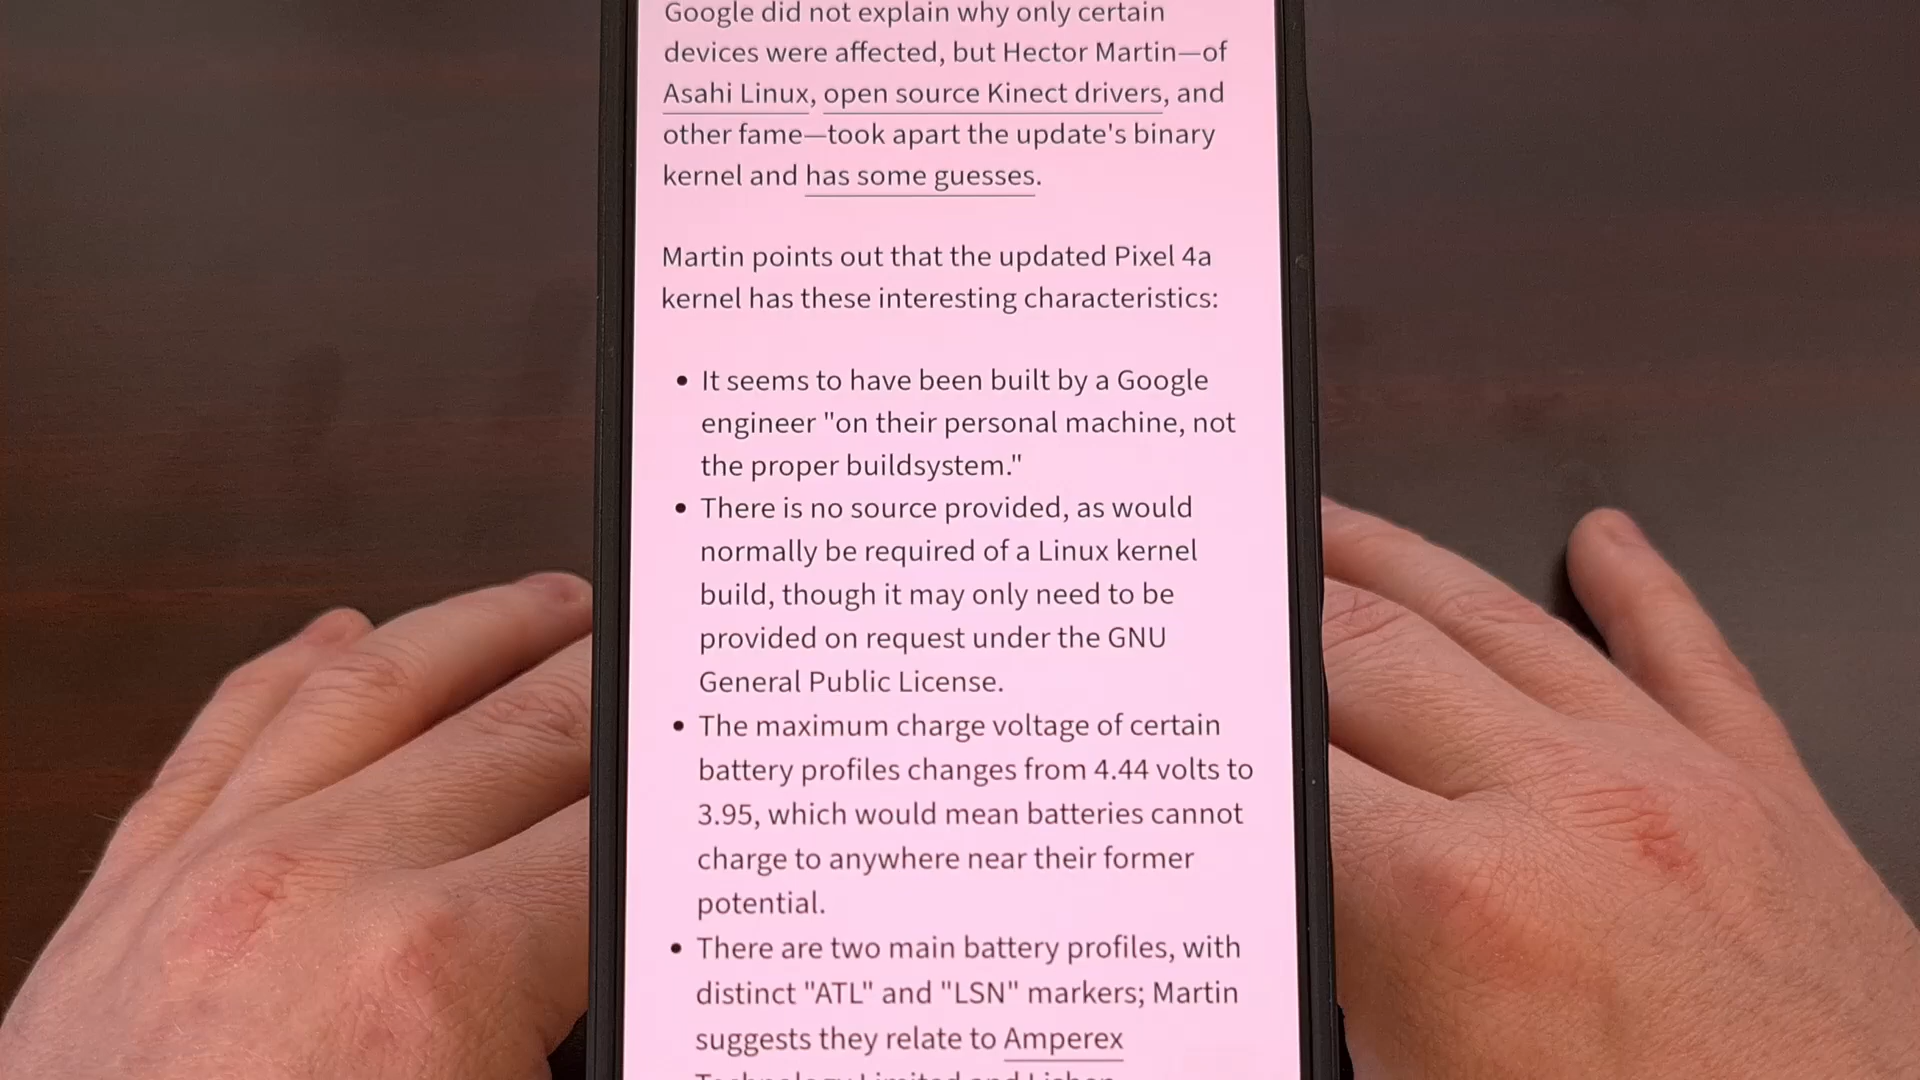 Google did not explain why only certain
devices were affected, but Hector Martin—of
Asahi Linux, open source Kinect drivers, and
other fame—took apart the update's binary
kernel and has some guesses.
Martin points out that the updated Pixel 4a
kernel has these interesting characteristics:
• It seems to have been built by a Google
engineer "on their personal machine, not
the proper buildsystem."
• There is no source provided, as would
normally be required of a Linux kernel
build, though it may only need to be
provided on request under the GNU
General Public License.
• The maximum charge voltage of certain
battery profiles changes from 4.44 volts to
3.95, which would mean batteries cannot
charge to anywhere near their former
potential.
• There are two main battery profiles, with
distinct "ATL" and "LSN" markers; Martin
suggests they relate to Amperex
Technology Limited and Lishen